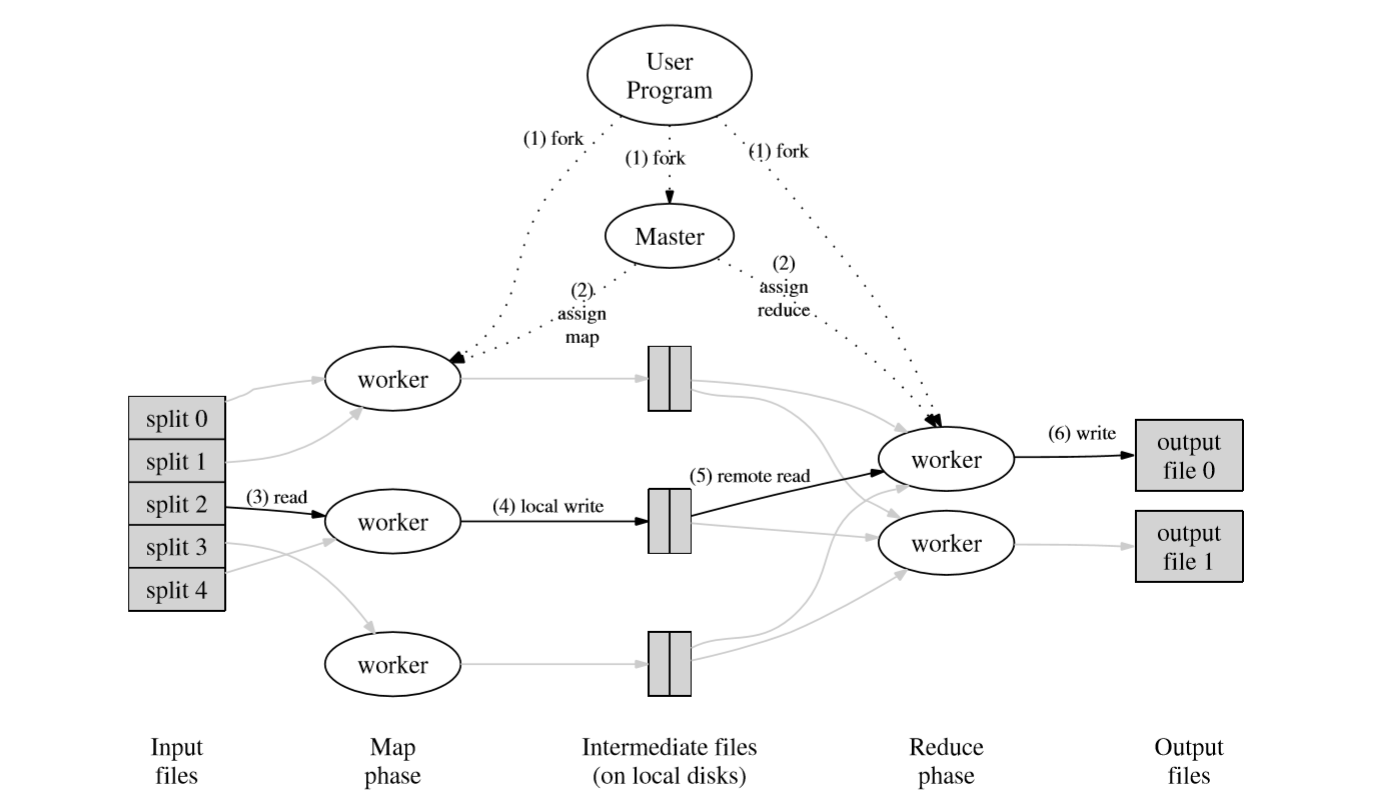 User
Program
(1) fork
(1) fork
(1) fork
Master
(2)
assign
map
(2)
assign
reduce
worker
split 0
split 1
split 2
split 3
split 4
(3) read
worker
(4) local write
worker
(5) remote read
worker
(6) write
output
file 0
worker
output
file 1
Input
files
Map
phase
Intermediate files
(on local disks)
Reduce
phase
Output
files